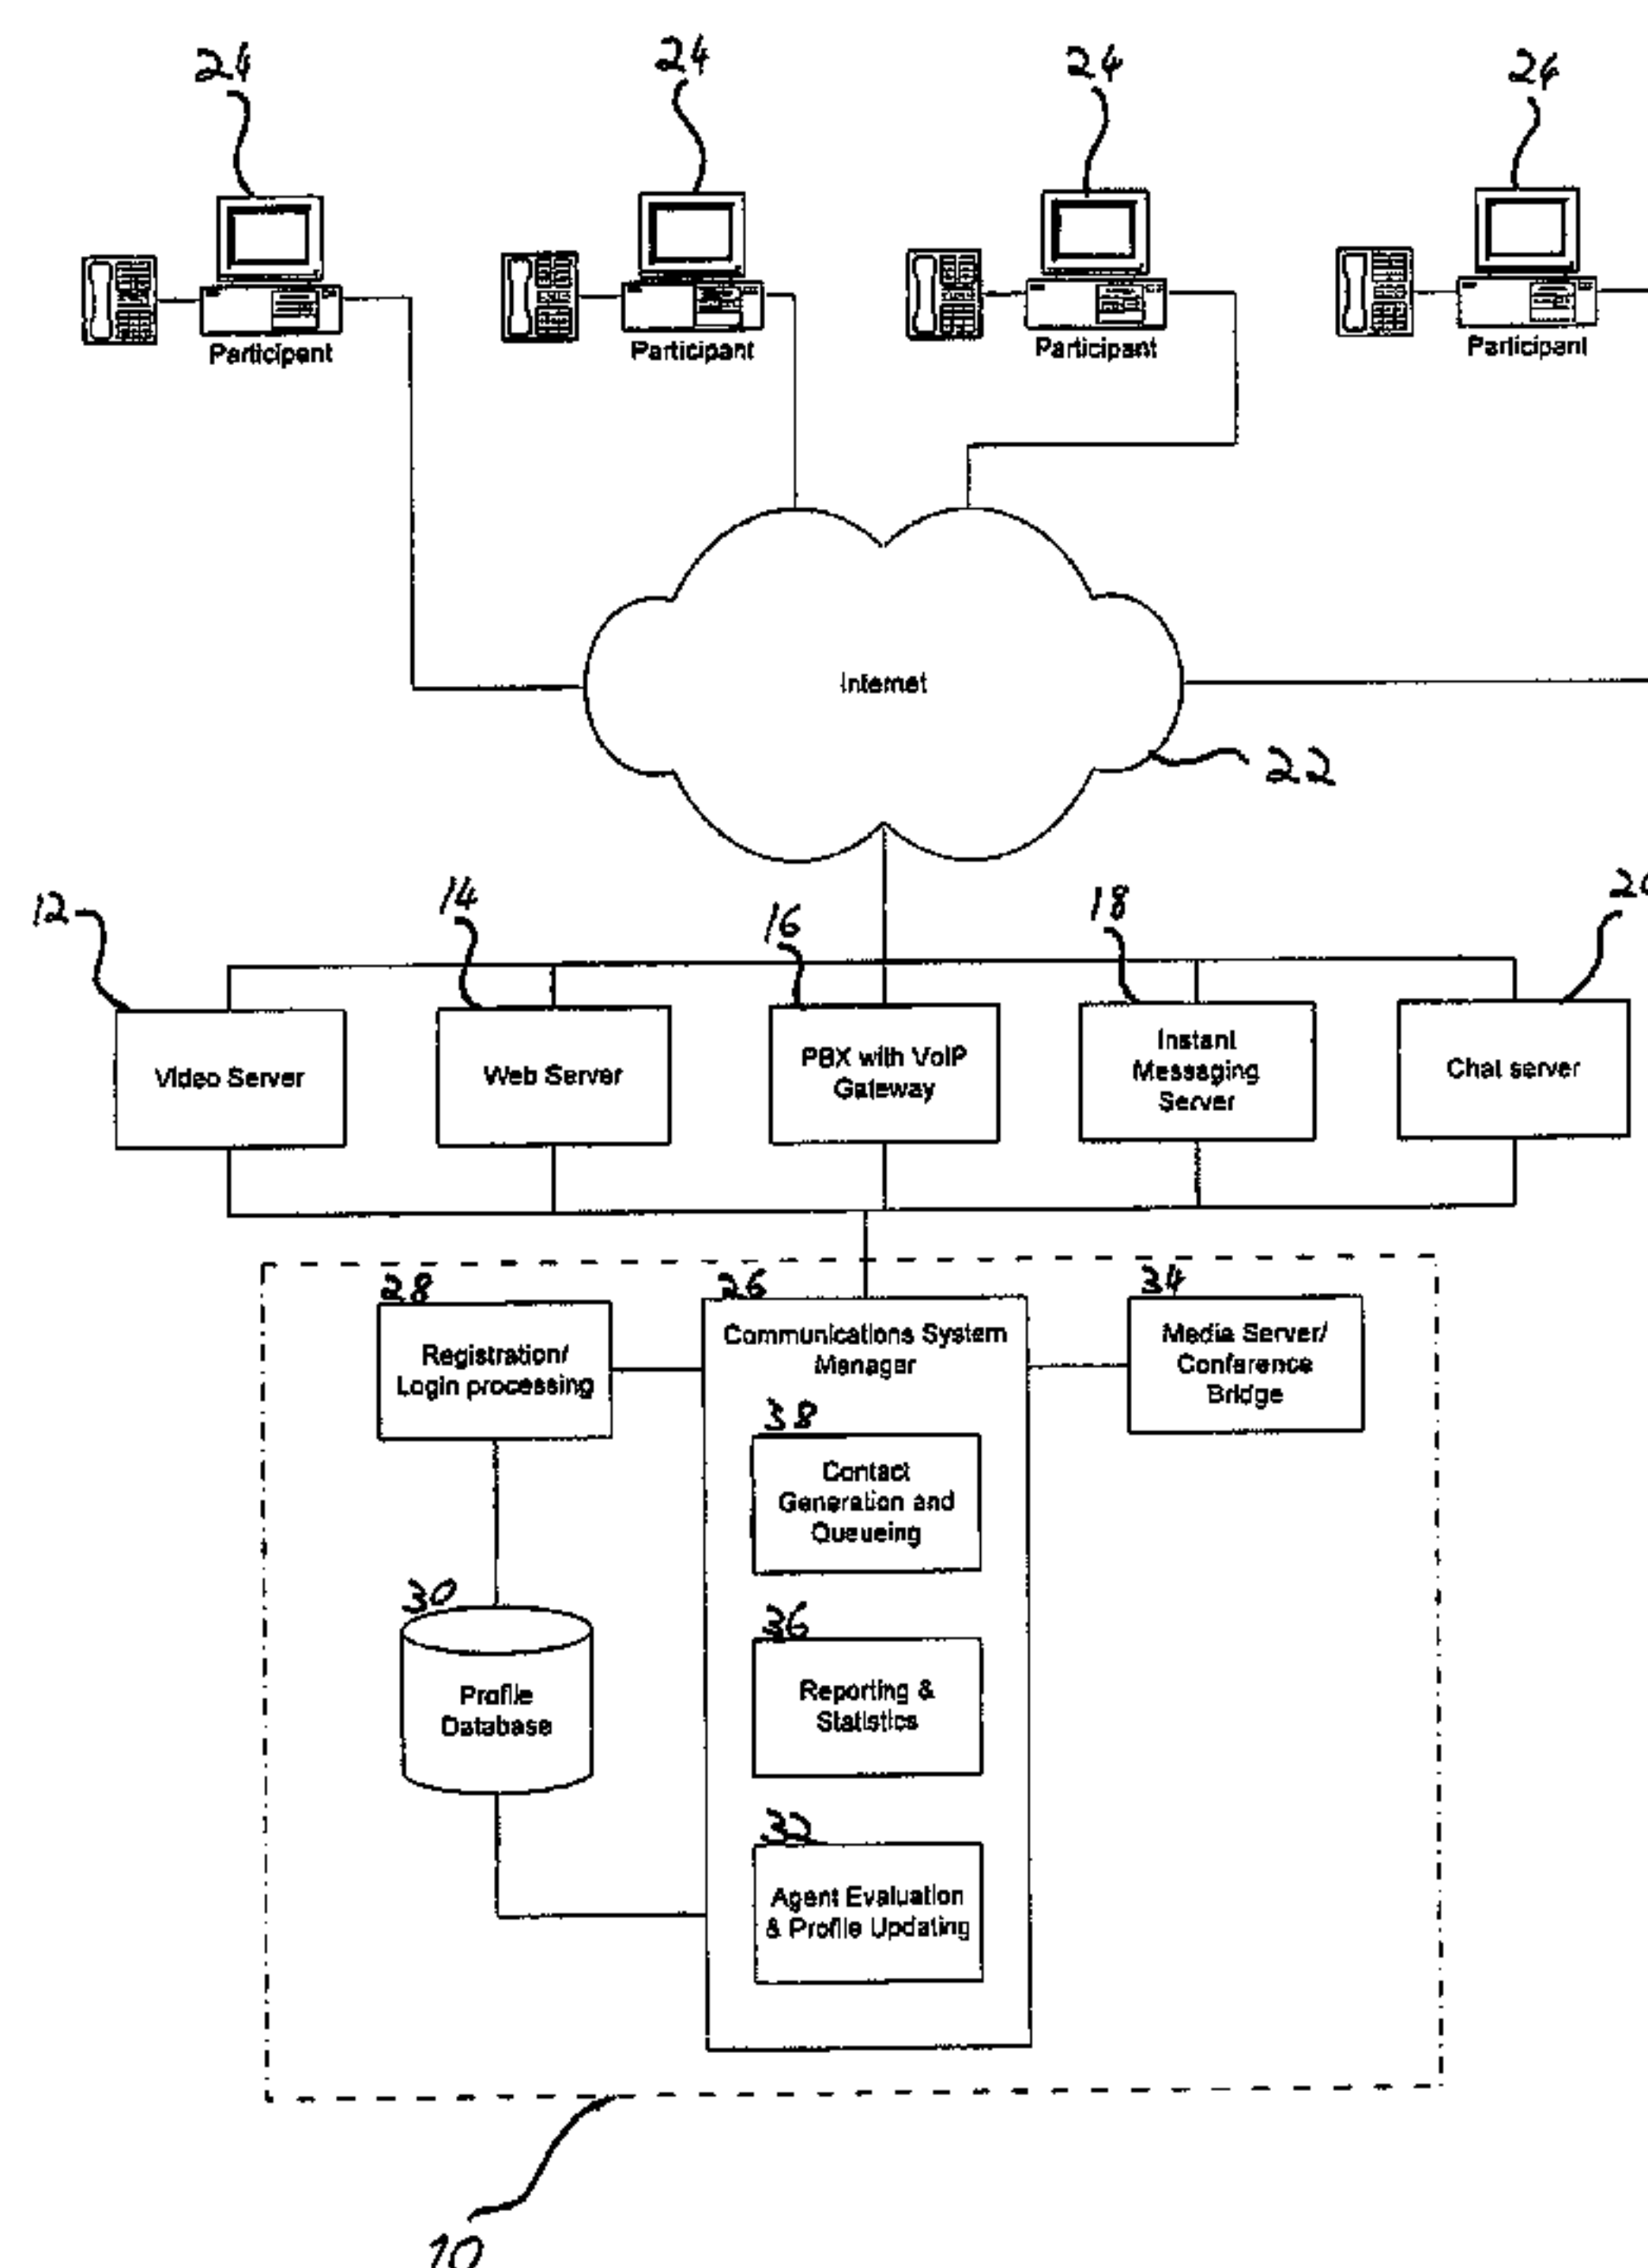 24
24
24
24
Participant
Participant
Participant
Participant
Internet
22
12
14
16
18
Video Server
Web Server
PBX with VoIP
Gateway
Instant
Messaging
Server
Chat server
28
26
34
Registration/
Login processing
Communications System
Manager
Media Server/
Conference
Bridge
38
Contact
Generation and
Queueing
30
Profile
Database
36
Reporting &
Statistics
32
Agent Evaluation
& Profile Updating
10